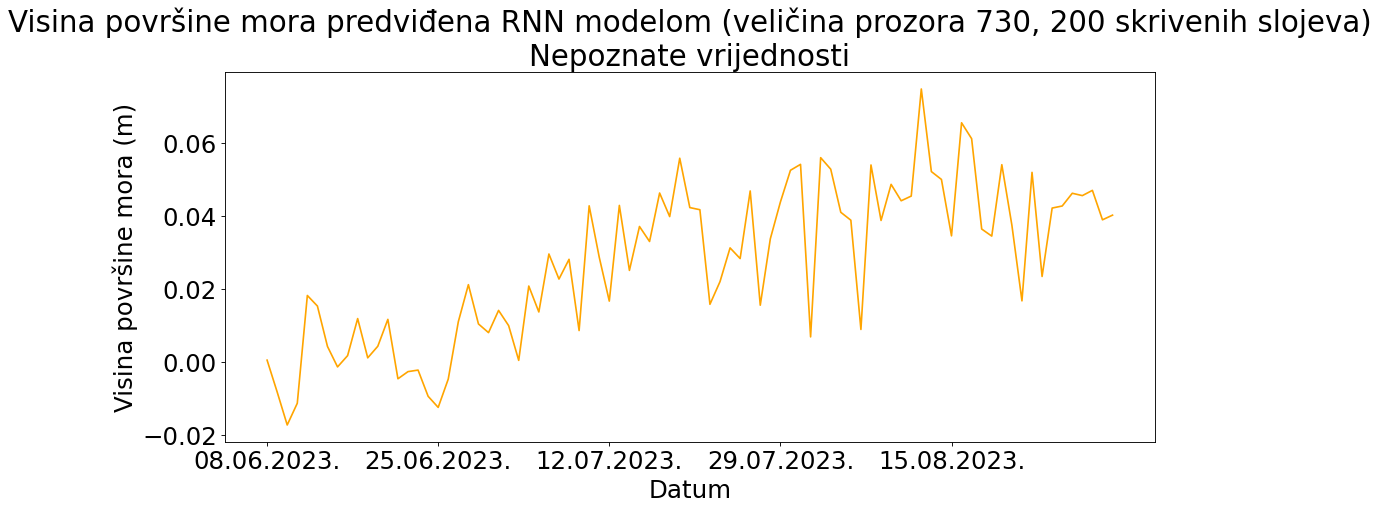 Visina površine mora predviđena RNN modelom (veličina prozora 730, 200 skrivenih slojeva)
Nepoznate vrijednosti
Visina površine mora (m)
0.06
0.04
0.02
0.00
−0.02
08.06.2023. 25.06.2023. 12.07.2023. 29.07.2023. 15.08.2023.
Datum